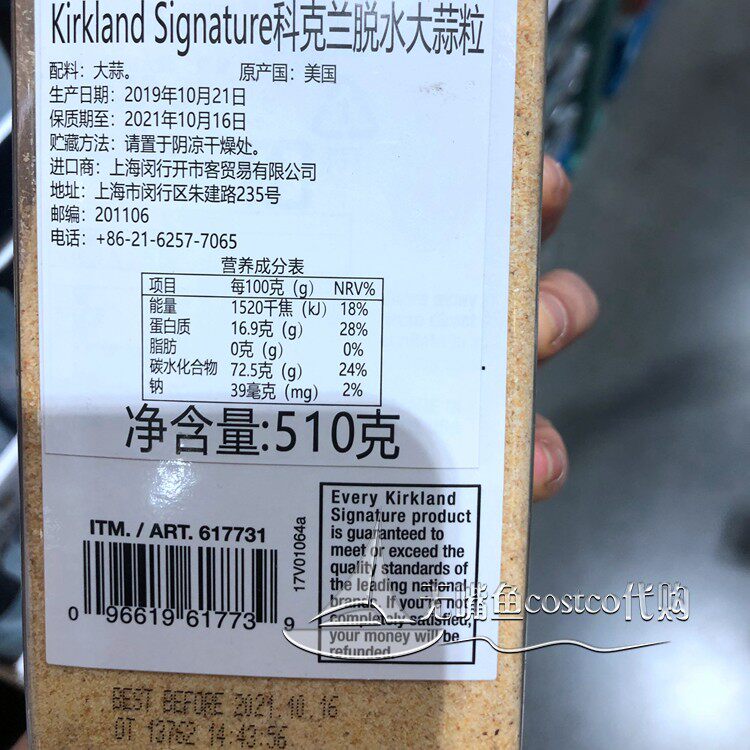 Kirkland Signature科克兰脱水大蒜粒
配料：大蒜。 原产国：美国
生产日期：2019年10月21日
保质期至：2021年10月16日
贮藏方法：请置于阴凉干燥处。
进口商：上海闵行开市客贸易有限公司
地址：上海市闵行区朱建路235号
邮编：201106
电话：+86-21-6257-7065
营养成分表
项目 每100克（g） NRV%
能量 1520千焦（kJ） 18%
蛋白质 16.9克（g） 28%
脂肪 0克（g） 0%
碳水化合物 72.5克（g） 24%
钠 39毫克（mg） 2%
净含量:510克
ITM. / ART. 617731
0 96619 61773 9
17V01064a
Every Kirkland
Signature product
is guaranteed to
meet or exceed the
quality standards of
the leading national
brands. If you're not
completely satisfied,
your money will be
refunded.
无嘴鱼costco代购
BEST BEFORE 2021.10.16
OT 13762 14:43:56